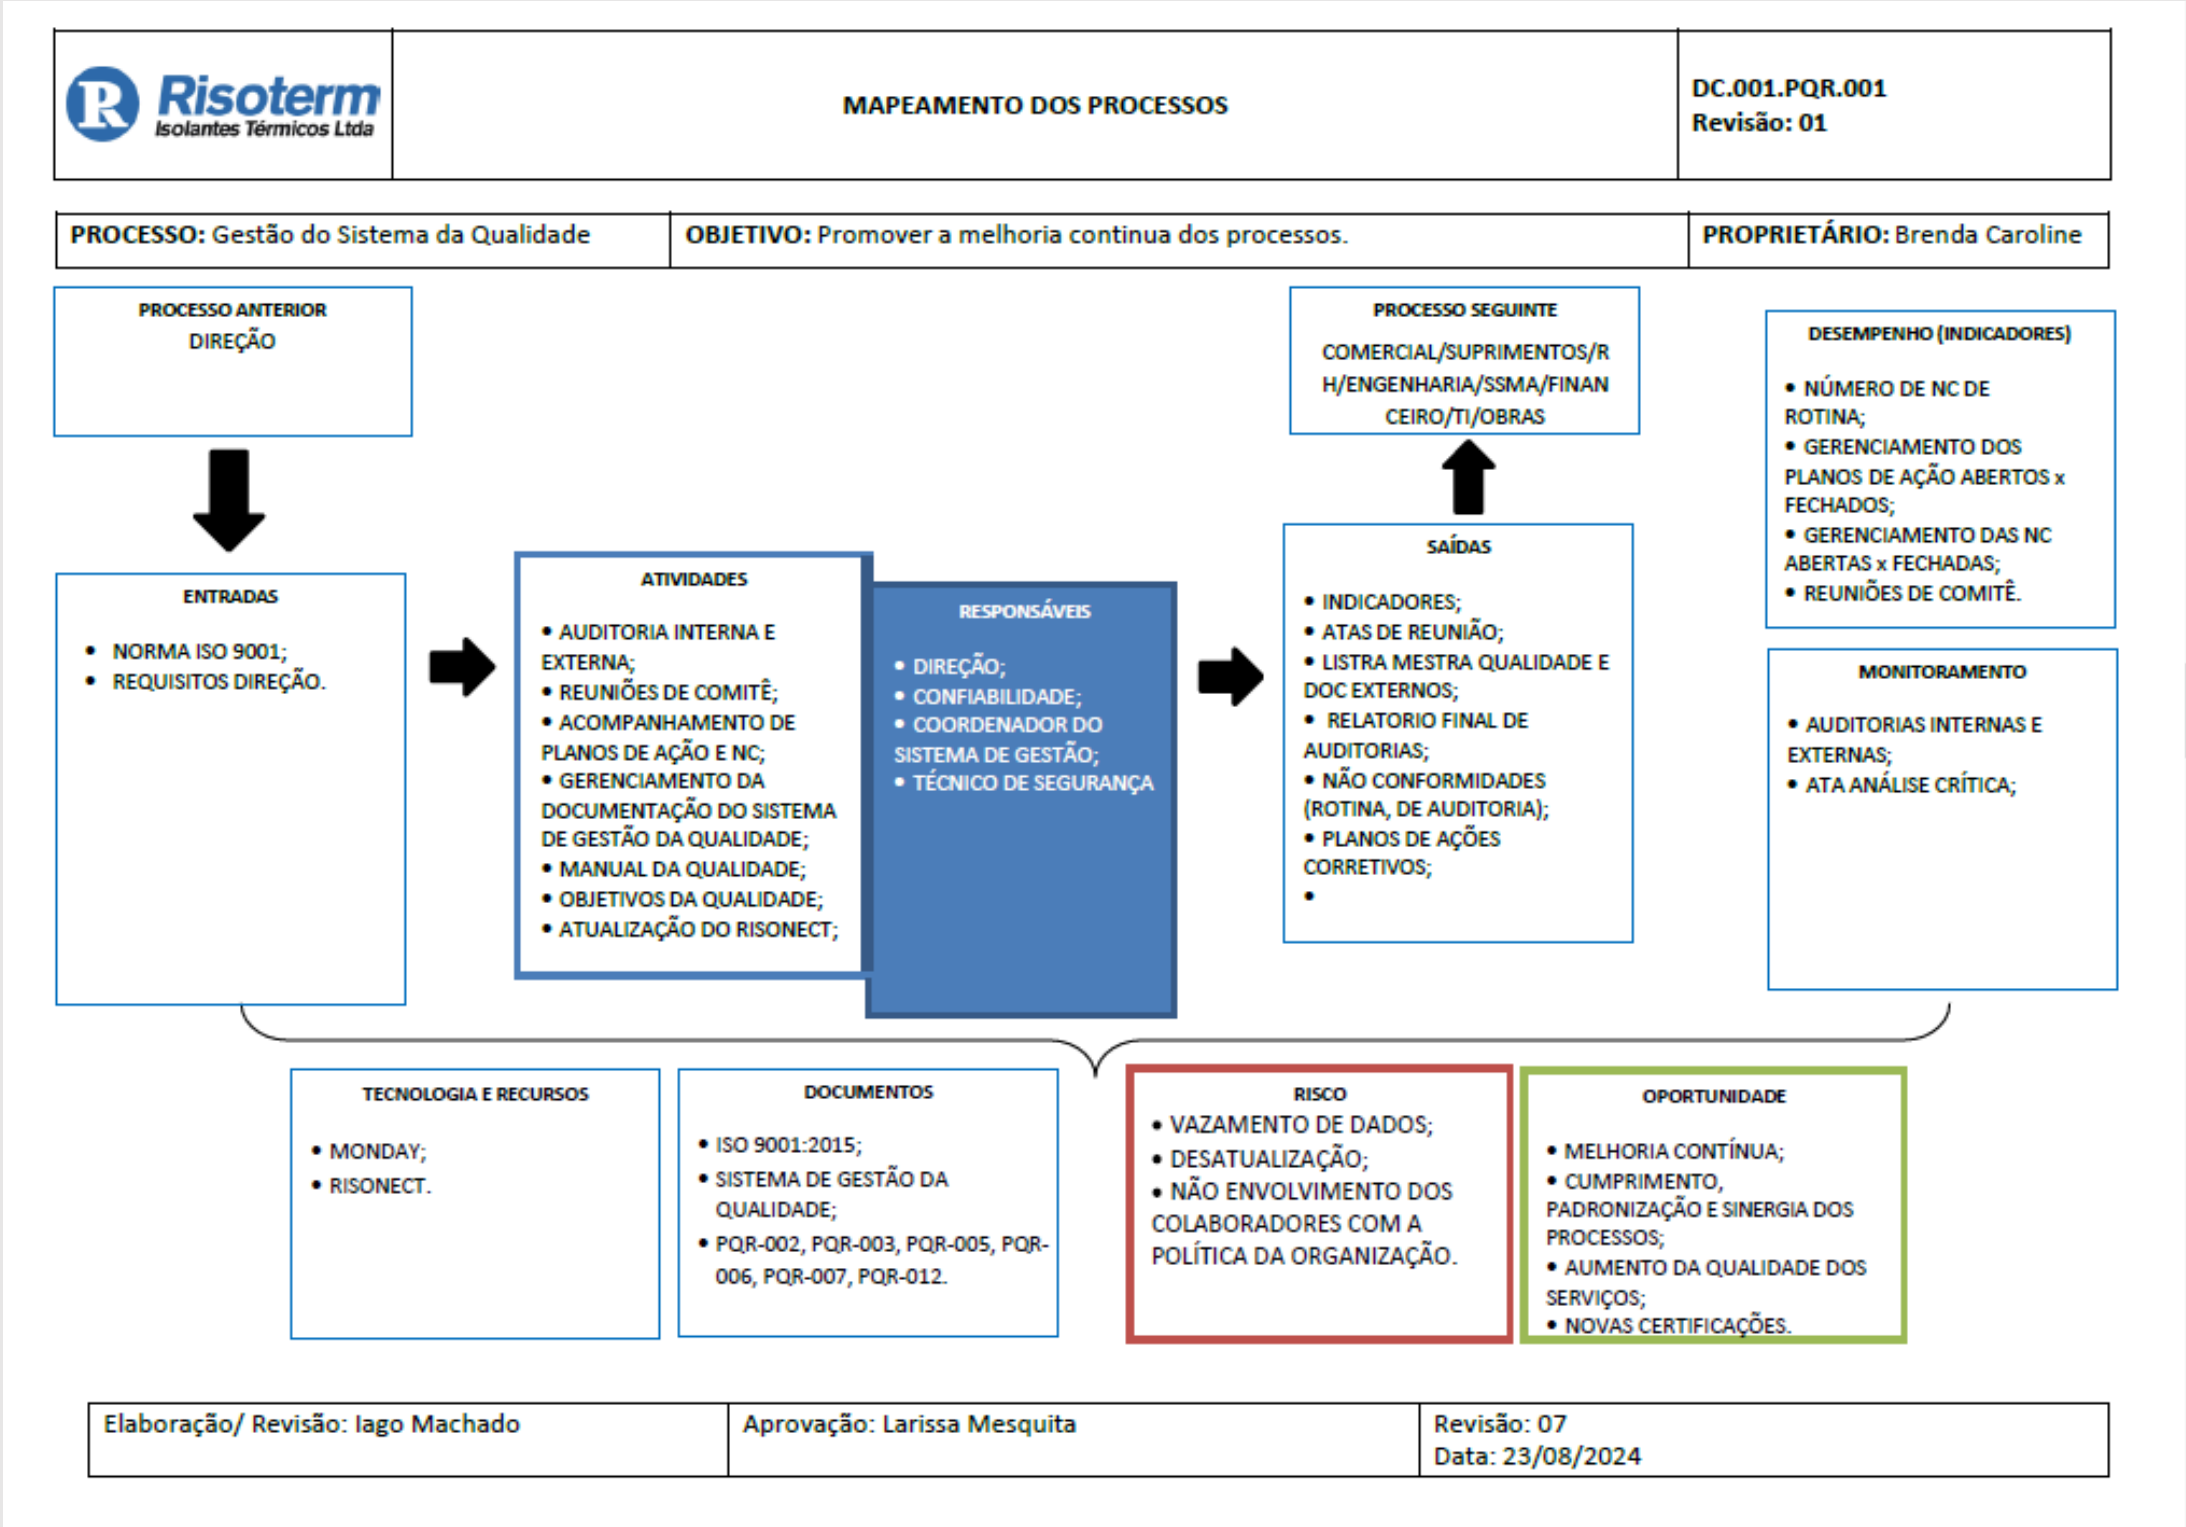 R Risoterm
Isolantes Térmicos Ltda
MAPEAMENTO DOS PROCESSOS
DC.001.PQR.001
Revisão: 01
PROCESSO: Gestão do Sistema da Qualidade
OBJETIVO: Promover a melhoria continua dos processos.
PROPRIETÁRIO: Brenda Caroline
PROCESSO ANTERIOR
DIREÇÃO
ENTRADAS
• NORMA ISO 9001;
• REQUISITOS DIREÇÃO.
ATIVIDADES
• AUDITORIA INTERNA E
EXTERNA;
• REUNIÕES DE COMITÊ;
• ACOMPANHAMENTO DE
PLANOS DE AÇÃO E NC;
• GERENCIAMENTO DA
DOCUMENTAÇÃO DO SISTEMA
DE GESTÃO DA QUALIDADE;
• MANUAL DA QUALIDADE;
• OBJETIVOS DA QUALIDADE;
• ATUALIZAÇÃO DO RISONECT;
RESPONSÁVEIS
• DIREÇÃO;
• CONFIABILIDADE;
• COORDENADOR DO
SISTEMA DE GESTÃO;
• TÉCNICO DE SEGURANÇA
PROCESSO SEGUINTE
COMERCIAL/SUPRIMENTOS/R
H/ENGENHARIA/SSMA/FINAN
CEIRO/TI/OBRAS
SAÍDAS
• INDICADORES;
• ATAS DE REUNIÃO;
• LISTRA MESTRA QUALIDADE E
DOC EXTERNOS;
• RELATORIO FINAL DE
AUDITORIAS;
• NÃO CONFORMIDADES
(ROTINA, DE AUDITORIA);
• PLANOS DE AÇÕES
CORRETIVOS;
•
DESEMPENHO (INDICADORES)
• NÚMERO DE NC DE
ROTINA;
• GERENCIAMENTO DOS
PLANOS DE AÇÃO ABERTOS x
FECHADOS;
• GERENCIAMENTO DAS NC
ABERTAS x FECHADAS;
• REUNIÕES DE COMITÊ.
MONITORAMENTO
• AUDITORIAS INTERNAS E
EXTERNAS;
• ATA ANÁLISE CRÍTICA;
TECNOLOGIA E RECURSOS
• MONDAY;
• RISONECT.
DOCUMENTOS
• ISO 9001:2015;
• SISTEMA DE GESTÃO DA
QUALIDADE;
• PQR-002, PQR-003, PQR-005, PQR-
006, PQR-007, PQR-012.
RISCO
• VAZAMENTO DE DADOS;
• DESATUALIZAÇÃO;
• NÃO ENVOLVIMENTO DOS
COLABORADORES COM A
POLÍTICA DA ORGANIZAÇÃO.
OPORTUNIDADE
• MELHORIA CONTÍNUA;
• CUMPRIMENTO,
PADRONIZAÇÃO E SINERGIA DOS
PROCESSOS;
• AUMENTO DA QUALIDADE DOS
SERVIÇOS;
• NOVAS CERTIFICAÇÕES.
Elaboração/ Revisão: Iago Machado
Aprovação: Larissa Mesquita
Revisão: 07
Data: 23/08/2024